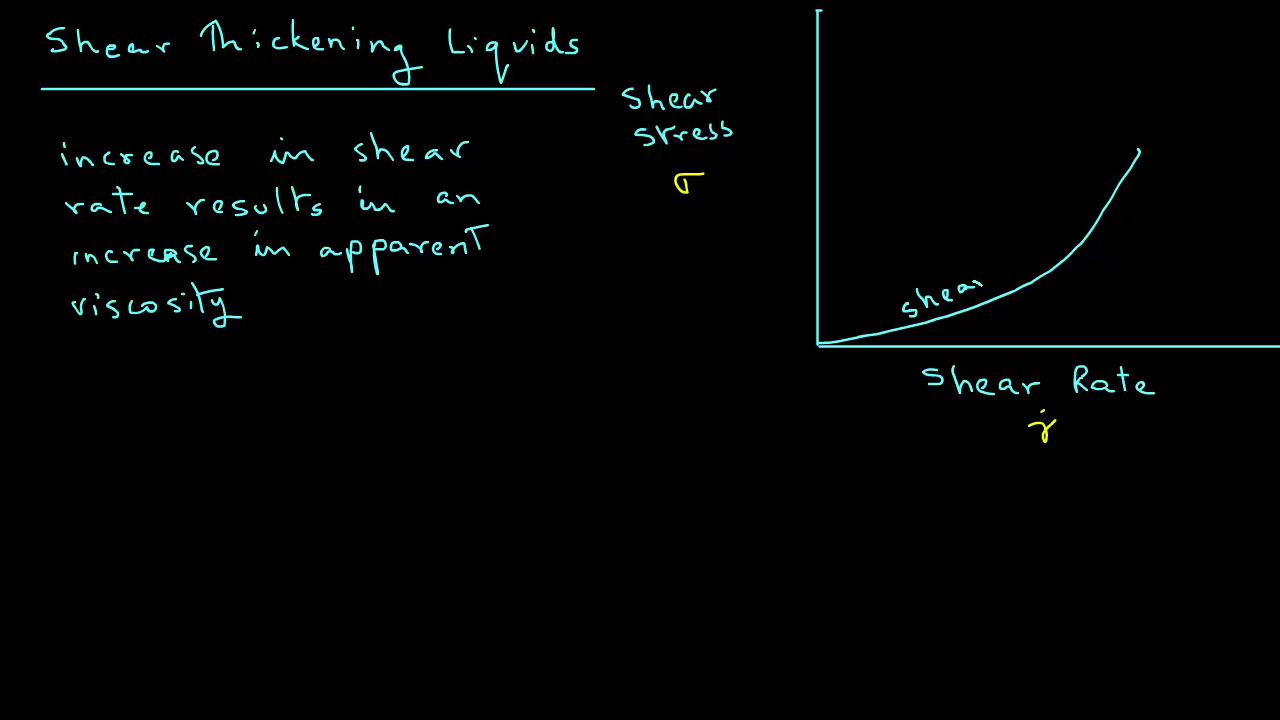 Shear Thickening Liquids
increase in shear
rate results in an
increase in apparent
viscosity
Shear
Stress
σ
shear
Shear Rate
γ̇